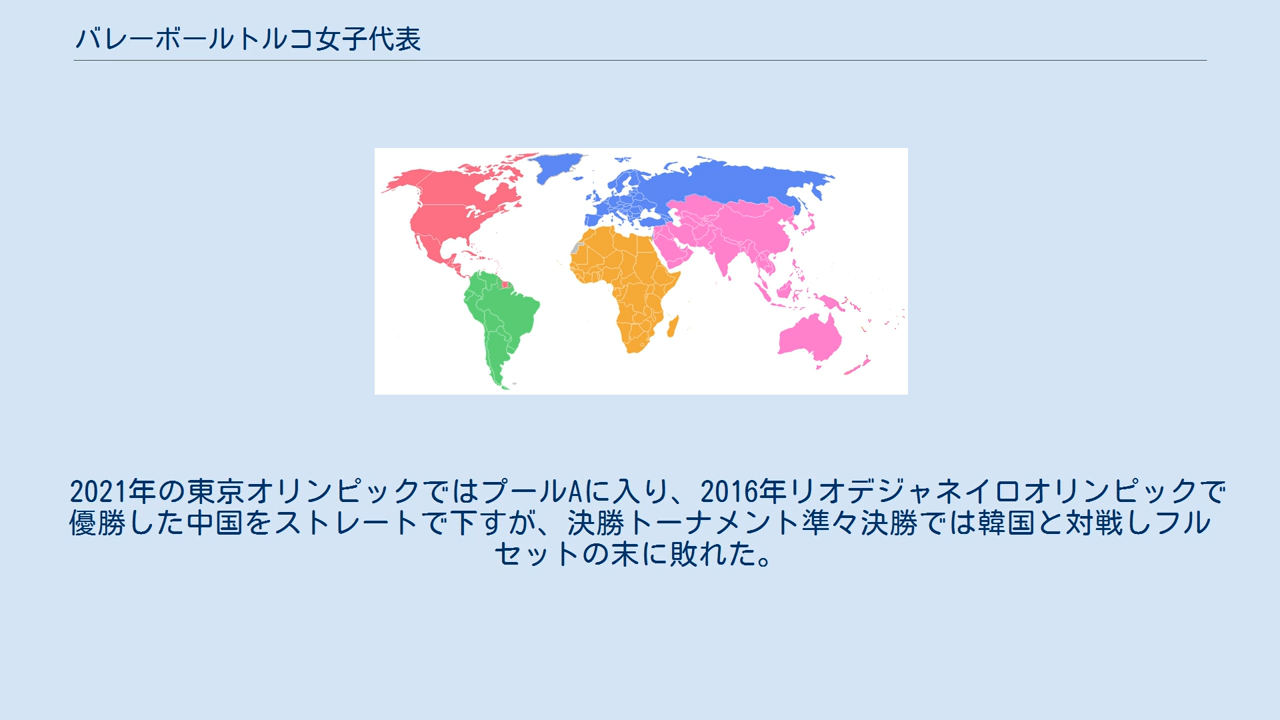 バレーボールトルコ女子代表
2021年の東京オリンピックではプールAに入り、2016年リオデジャネイロオリンピックで
優勝した中国をストレートで下すが、決勝トーナメント準々決勝では韓国と対戦しフル
セットの末に敗れた。